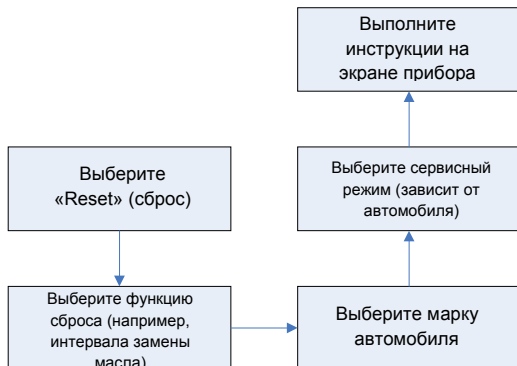 Выполните
инструкции на
экране прибора
Выберите
«Reset» (сброс)
Выберите сервисный
режим (зависит от
автомобиля)
Выберите функцию
сброса (например,
интервала замены
масла)
Выберите марку
автомобиля